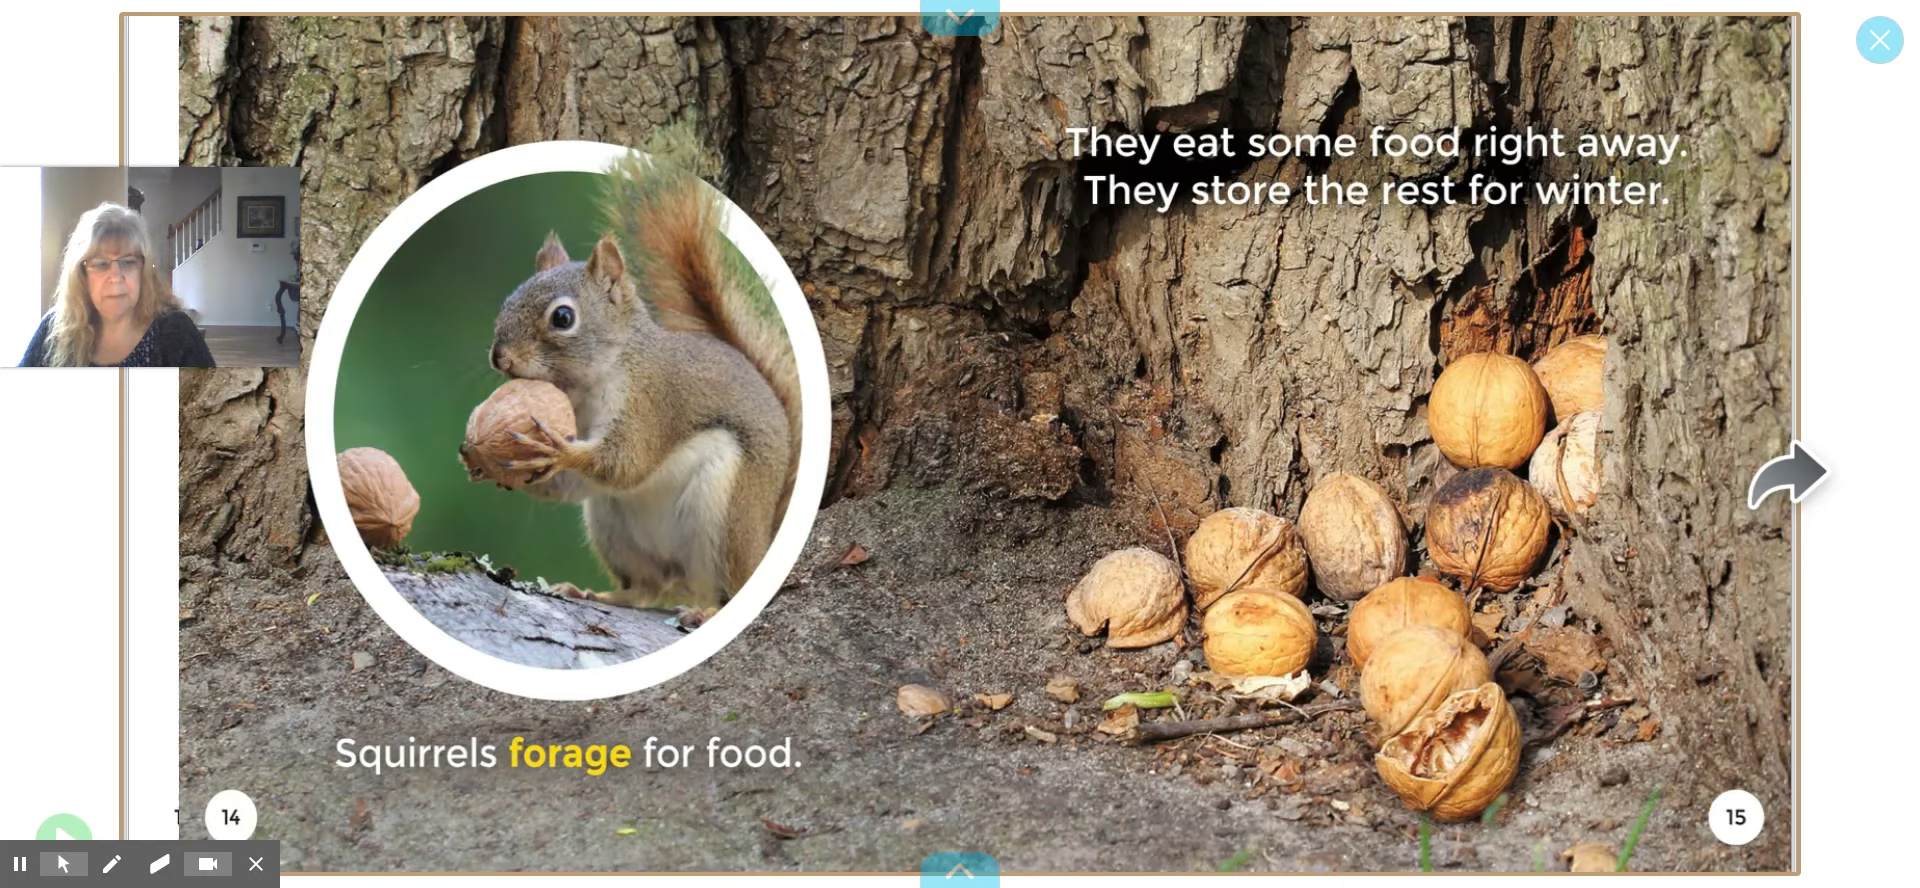 They eat some food right away.
They store the rest for winter.
Squirrels forage for food.
14
15